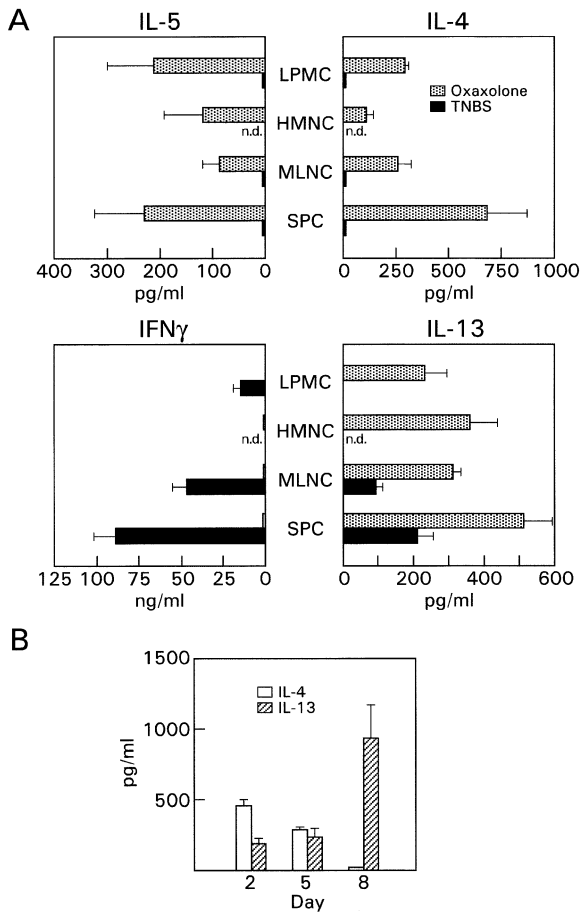 A
IL-5
IL-4
LPMC
HMNC
MLNC
SPC
n.d.
n.d.
Oxaxolone
TNBS
400 300 200 100 0
pg/ml
0 250 500 750 1000
pg/ml
IFNγ
IL-13
LPMC
HMNC
MLNC
SPC
n.d.
n.d.
125 100 75 50 25 0
ng/ml
0 200 400 600
pg/ml
B
1500
1000
500
pg/ml
IL-4
IL-13
2 5 8
Day